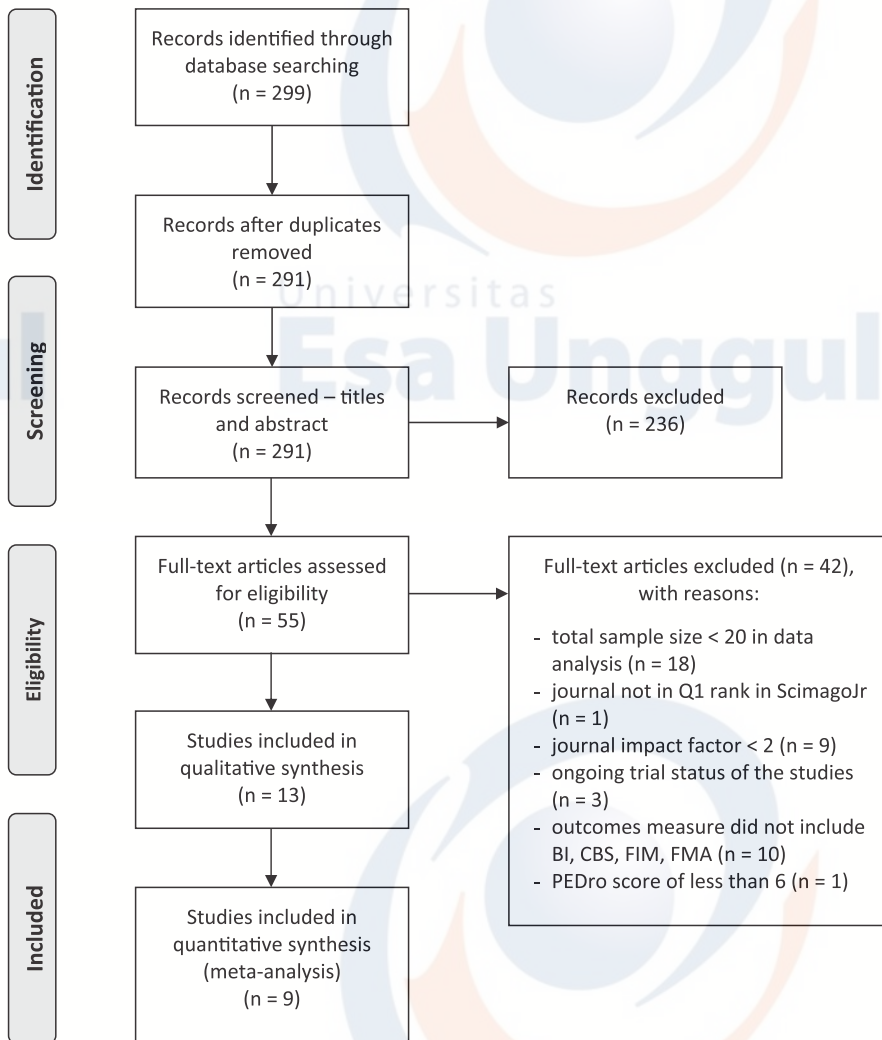 Identification
Records identified through
database searching
(n = 299)
Records after duplicates
removed
(n = 291)
Universitas
Esa Unggul
ul
Screening
Records screened – titles
and abstract
(n = 291)
Records excluded
(n = 236)
Eligibility
Full-text articles assessed
for eligibility
(n = 55)
Full-text articles excluded (n = 42),
with reasons:
- total sample size < 20 in data
analysis (n = 18)
- journal not in Q1 rank in ScimagoJr
(n = 1)
- journal impact factor < 2 (n = 9)
- ongoing trial status of the studies
(n = 3)
- outcomes measure did not include
BI, CBS, FIM, FMA (n = 10)
- PEDro score of less than 6 (n = 1)
Studies included in
qualitative synthesis
(n = 13)
Included
Studies included in
quantitative synthesis
(meta-analysis)
(n = 9)